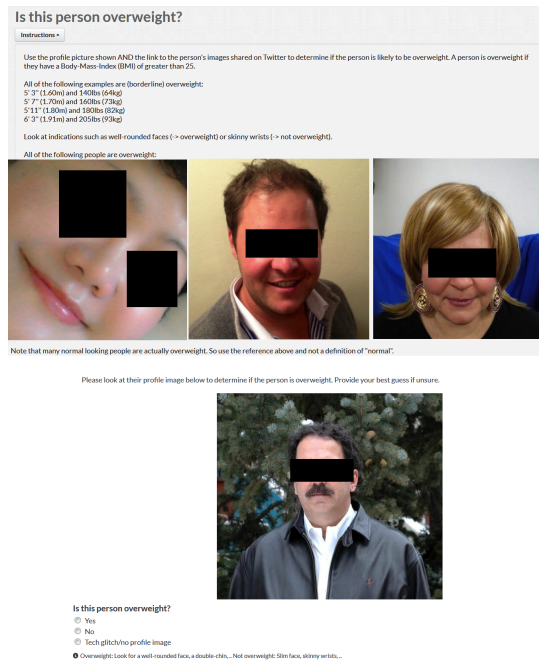 Is this person overweight?
Instructions ▾
Use the profile picture shown AND the link to the person's images shared on Twitter to determine if the person is likely to be overweight. A person is overweight if
they have a Body-Mass-Index (BMI) of greater than 25.
All of the following examples are (borderline) overweight:
5' 3" (1.60m) and 140lbs (64kg)
5' 7" (1.70m) and 160lbs (73kg)
5'11" (1.80m) and 180lbs (82kg)
6' 3" (1.91m) and 205lbs (93kg)
Look at indications such as well-rounded faces (-> overweight) or skinny wrists (-> not overweight).
All of the following people are overweight:
Note that many normal looking people are actually overweight. So use the reference above and not a definition of "normal".
Please look at their profile image below to determine if the person is overweight. Provide your best guess if unsure.
Is this person overweight?
Yes
No
Tech glitch/no profile image
Overweight: Look for a well-rounded face, a double-chin,... Not overweight: Slim face, skinny wrists,...